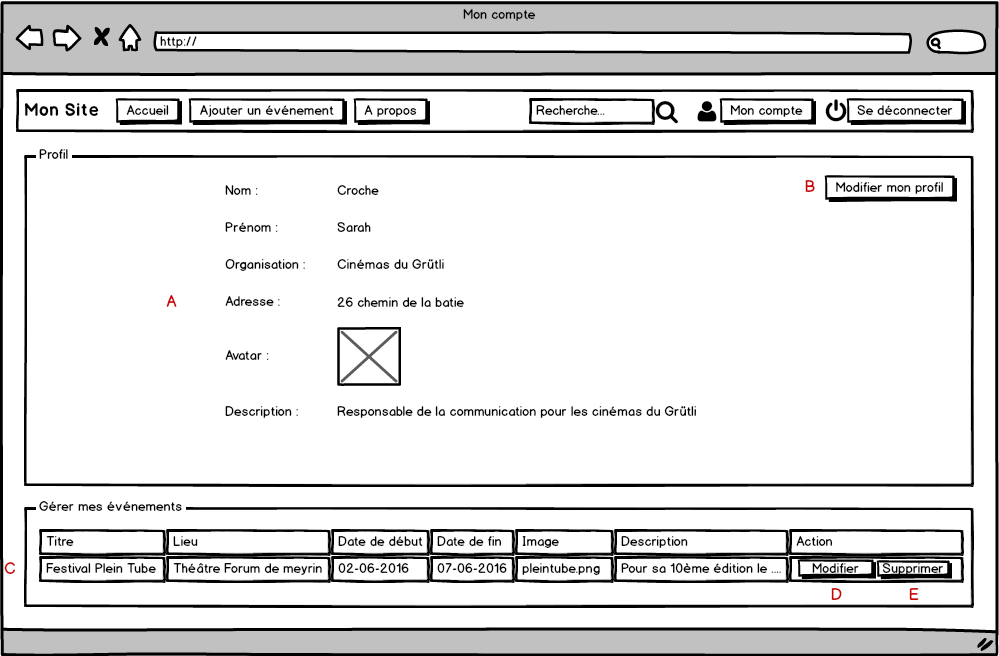 Mon compte
http://
Mon Site Accueil Ajouter un événement A propos Recherche... Mon compte Se déconnecter
Profil
Nom : Croche B Modifier mon profil
Prénom : Sarah
Organisation : Cinémas du Grütli
A Adresse : 26 chemin de la batie
Avatar :
Description : Responsable de la communication pour les cinémas du Grütli
Gérer mes événements
Titre Lieu Date de début Date de fin Image Description Action
C Festival Plein Tube Théâtre Forum de meyrin 02-06-2016 07-06-2016 pleintube.png Pour sa 10ème édition le .... Modifier Supprimer
D E